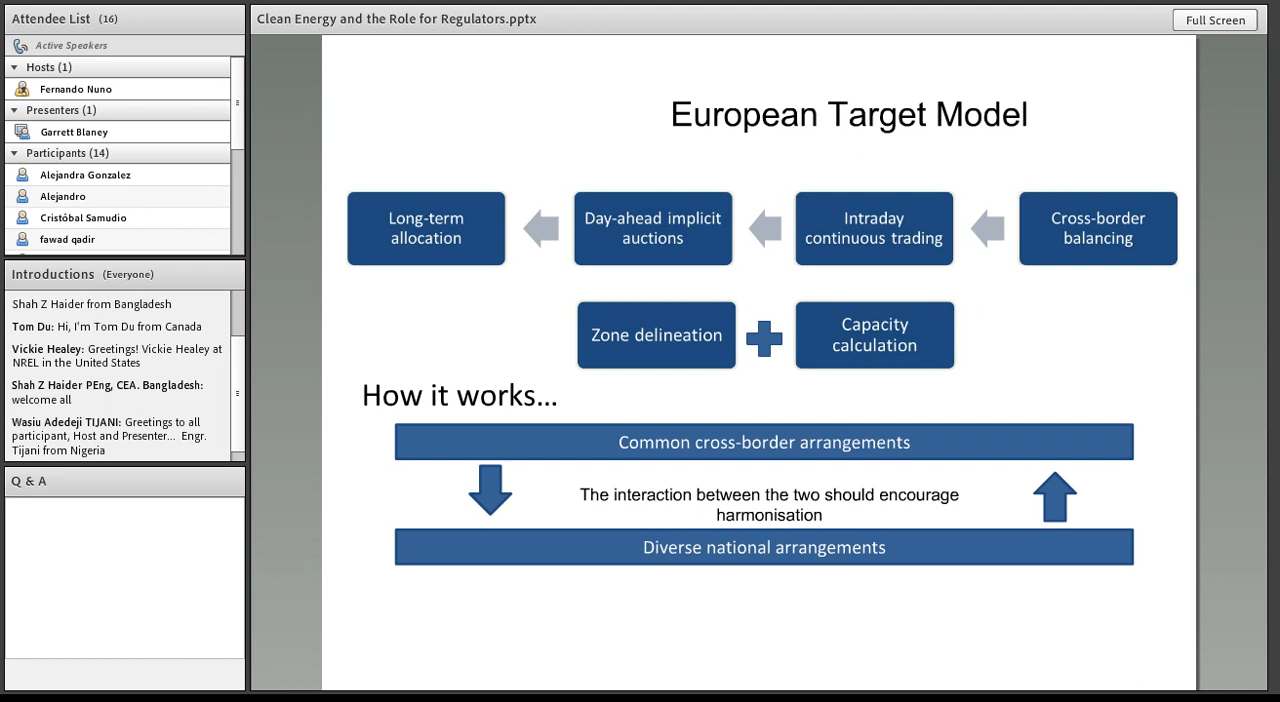 Attendee List (16)
Active Speakers
Hosts (1)
Fernando Nuno
Presenters (1)
Garrett Blaney
Participants (14)
Alejandra Gonzalez
Alejandro
Cristóbal Samudio
fawad qadir
Introductions (Everyone)
Shah Z Haider from Bangladesh
Tom Du: Hi, I'm Tom Du from Canada
Vickie Healey: Greetings! Vickie Healey at
NREL in the United States
Shah Z Haider PEng, CEA. Bangladesh:
welcome all
Wasiu Adedeji TIJANI: Greetings to all
participant, Host and Presenter... Engr.
Tijani from Nigeria
Q & A
Clean Energy and the Role for Regulators.pptx
Full Screen
European Target Model
Long-term
allocation
Day-ahead implicit
auctions
Intraday
continuous trading
Cross-border
balancing
Zone delineation
Capacity
calculation
How it works...
Common cross-border arrangements
The interaction between the two should encourage
harmonisation
Diverse national arrangements